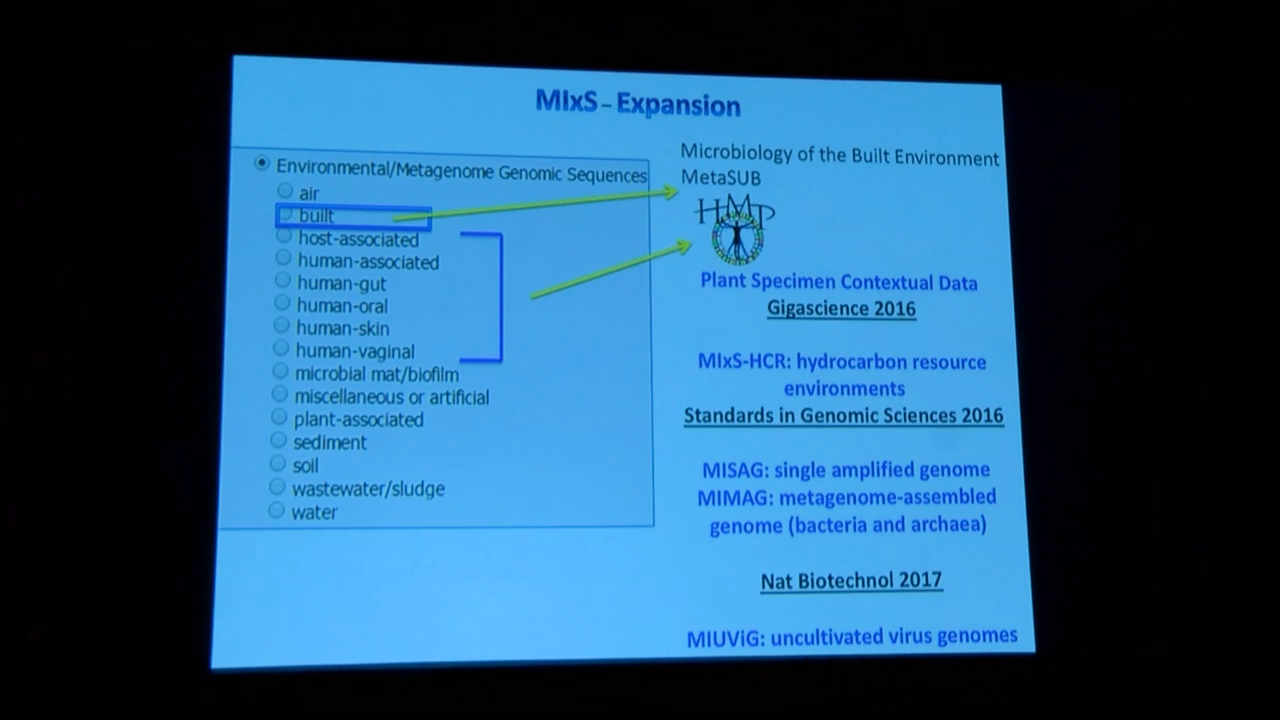 MIxS – Expansion
Environmental/Metagenome Genomic Sequences
air
built
host-associated
human-associated
human-gut
human-oral
human-skin
human-vaginal
microbial mat/biofilm
miscellaneous or artificial
plant-associated
sediment
soil
wastewater/sludge
water
Microbiology of the Built Environment
MetaSUB
HMP
Plant Specimen Contextual Data
Gigascience 2016
MIxS-HCR: hydrocarbon resource
environments
Standards in Genomic Sciences 2016
MISAG: single amplified genome
MIMAG: metagenome-assembled
genome (bacteria and archaea)
Nat Biotechnol 2017
MIUViG: uncultivated virus genomes